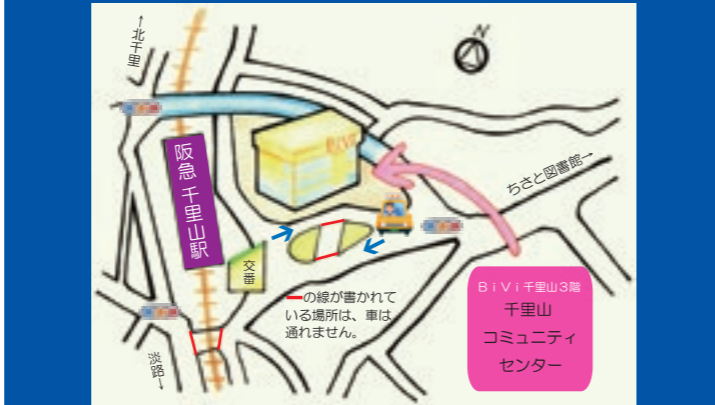 ←北千里
N
BiVi
阪急 千里山駅
ちさと図書館→
交番
ーの線が書かれて
いる場所は、車は
通れません。
淡路→
BiVi千里山3階
千里山
コミュニティ
センター